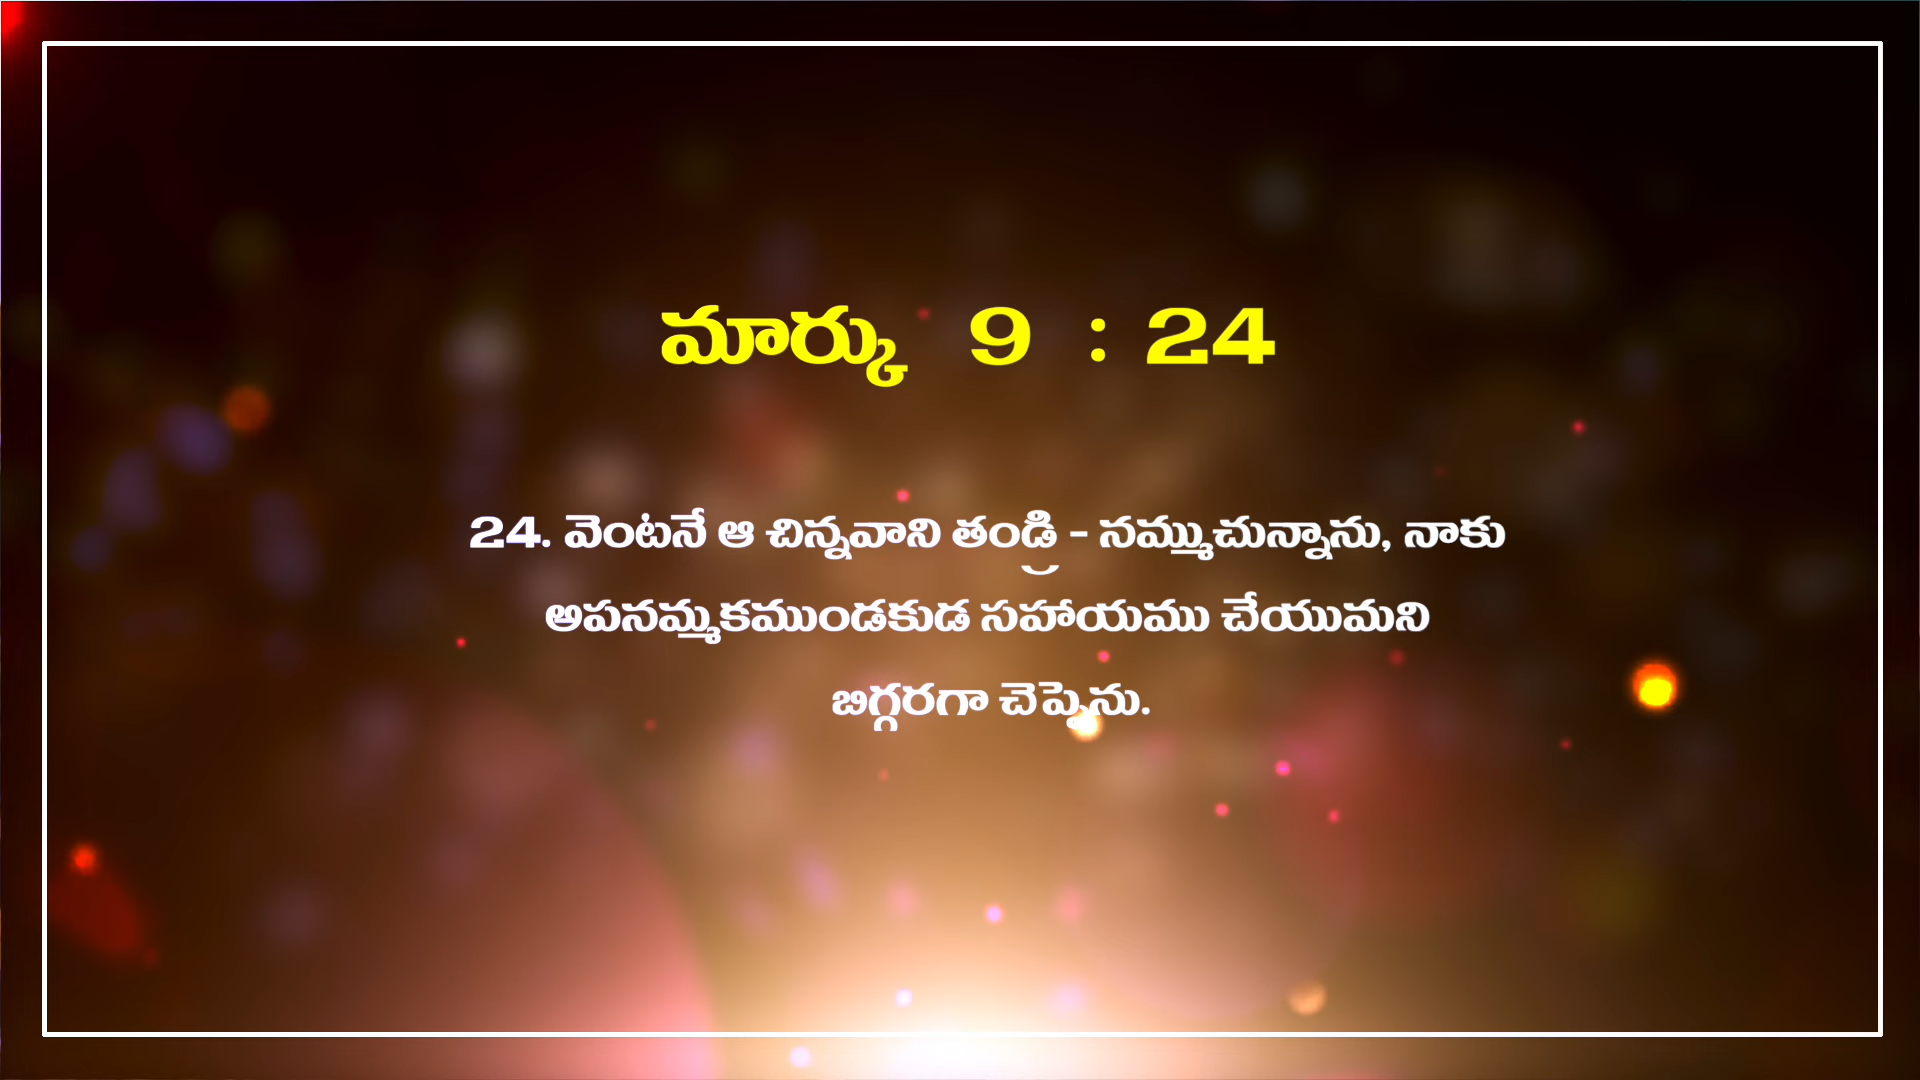 మార్కు 9 : 24
24. వెంటనే ఆ చిన్నవాని తండ్రి - నమ్ముచున్నాను, నాకు
అపనమ్మకముండకుడ సహాయము చేయుమని
బిగ్గరగా చెప్పెను.